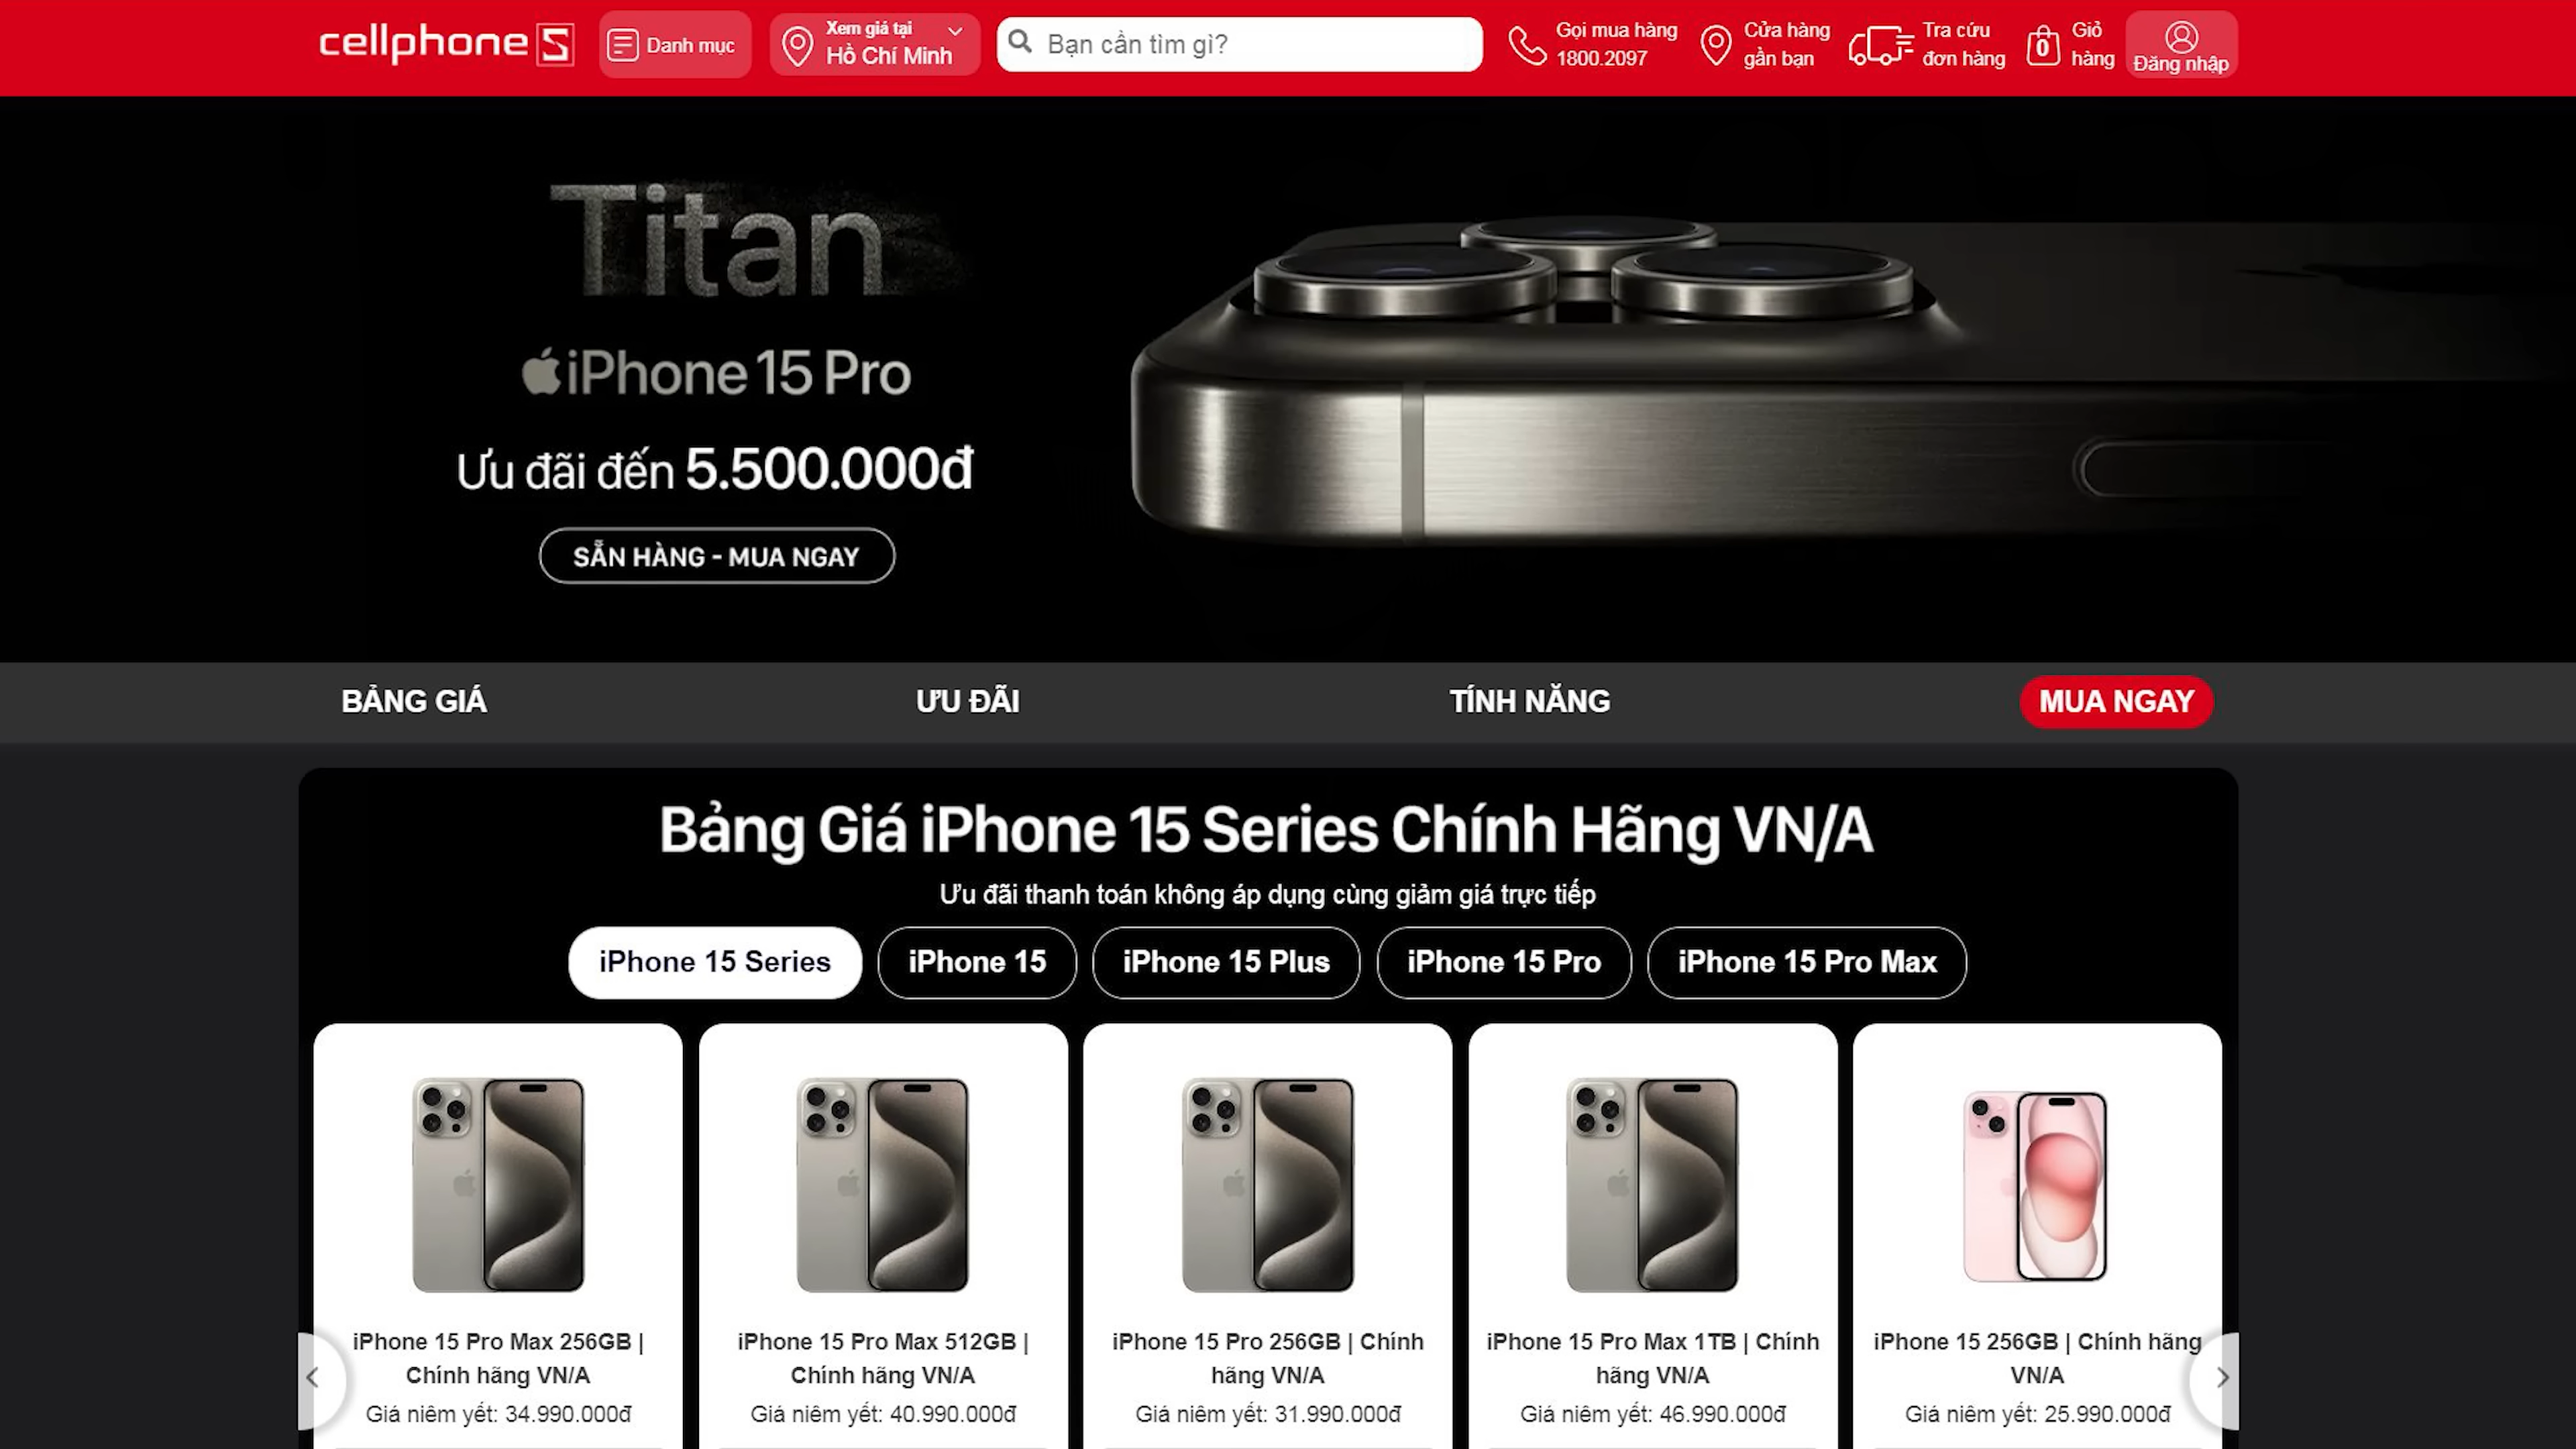 cellphoneS
Danh mục
Xem giá tại
Hồ Chí Minh
Bạn cần tìm gì?
Gọi mua hàng
1800.2097
Cửa hàng
gần bạn
Tra cứu
đơn hàng
0
Giỏ
hàng
Đăng nhập
Titan
iPhone 15 Pro
Ưu đãi đến 5.500.000đ
SẴN HÀNG - MUA NGAY
BẢNG GIÁ
ƯU ĐÃI
TÍNH NĂNG
MUA NGAY
Bảng Giá iPhone 15 Series Chính Hãng VN/A
Ưu đãi thanh toán không áp dụng cùng giảm giá trực tiếp
iPhone 15 Series
iPhone 15
iPhone 15 Plus
iPhone 15 Pro
iPhone 15 Pro Max
iPhone 15 Pro Max 256GB |
Chính hãng VN/A
Giá niêm yết: 34.990.000đ
iPhone 15 Pro Max 512GB |
Chính hãng VN/A
Giá niêm yết: 40.990.000đ
iPhone 15 Pro 256GB | Chính
hãng VN/A
Giá niêm yết: 31.990.000đ
iPhone 15 Pro Max 1TB | Chính
hãng VN/A
Giá niêm yết: 46.990.000đ
iPhone 15 256GB | Chính hãng
VN/A
Giá niêm yết: 25.990.000đ